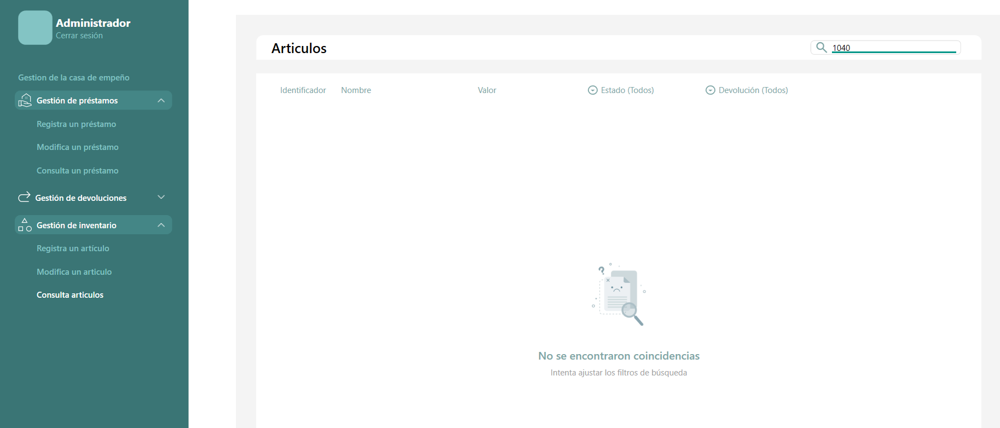 Administrador
Cerrar sesión
Gestion de la casa de empeño
Gestión de préstamos
Registra un préstamo
Modifica un préstamo
Consulta un préstamo
Gestión de devoluciones
Gestión de inventario
Registra un artículo
Modifica un articulo
Consulta articulos
Articulos
1040
Identificador Nombre Valor Estado (Todos) Devolución (Todos)
?
No se encontraron coincidencias
Intenta ajustar los filtros de búsqueda